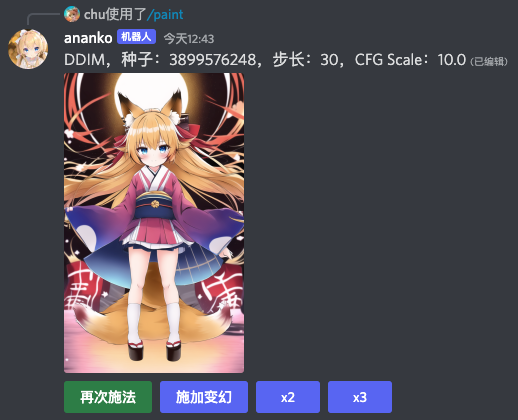 chu使用了/paint
ananko 机器人 今天12:43
DDIM，种子：3899576248，步长：30，CFG Scale：10.0 (已编辑)
再次施法 施加变幻 x2 x3